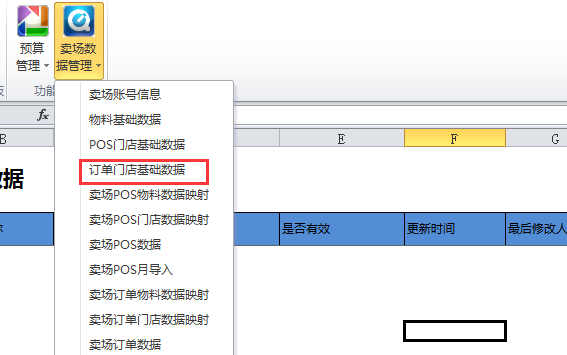 预算
管理
卖场数
据管理
功能
卖场账号信息
物料基础数据
fx
POS门店基础数据
B
E
F
G
订单门店基础数据
数据
卖场POS物料数据映射
卖场POS门店数据映射
是否有效
更新时间
最后修改人
卖场POS数据
卖场POS月导入
卖场订单物料数据映射
卖场订单门店数据映射
卖场订单数据